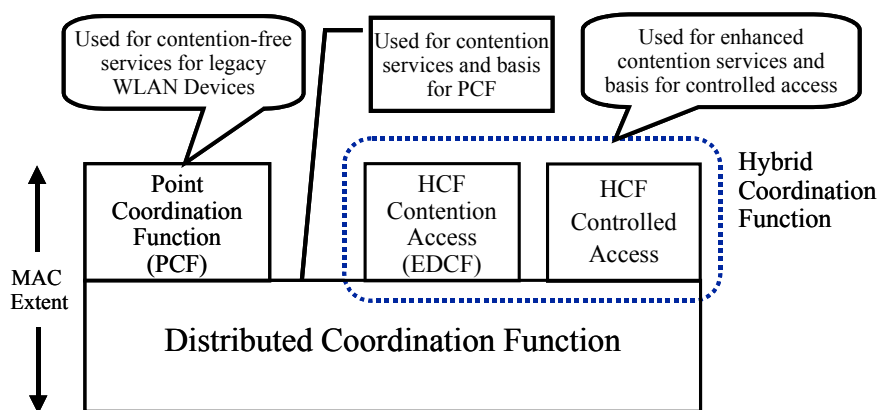 Used for contention-free
services for legacy
WLAN Devices
Used for contention
services and basis
for PCF
Used for enhanced
contention services and
basis for controlled access
Point
Coordination
Function
(PCF)
HCF
Contention
Access
(EDCF)
HCF
Controlled
Access
Hybrid
Coordination
Function
MAC
Extent
Distributed Coordination Function